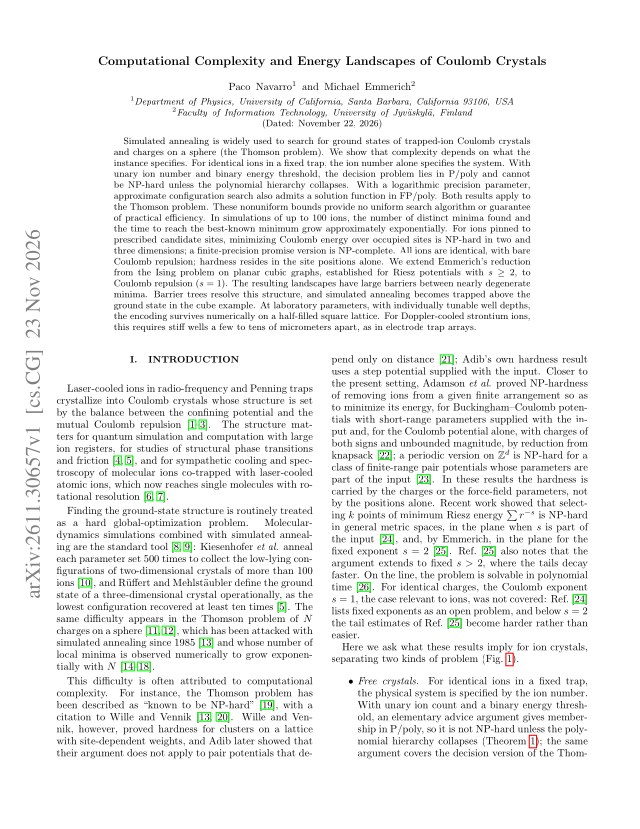 Computational Complexity and Energy Landscapes of Coulomb Crystals
Paco Navarro1 and Michael Emmerich2
1Department of Physics, University of California, Santa Barbara, California 93106, USA
2Faculty of Information Technology, University of Jyväskylä, Finland
(Dated: November 22, 2026)
Simulated annealing is widely used to search for ground states of trapped-ion Coulomb crystals
and charges on a sphere (the Thomson problem). We show that complexity depends on what the
instance specifies. For identical ions in a fixed trap, the ion number alone specifies the system. With
unary ion number and binary energy threshold, the decision problem lies in P/poly and cannot
be NP-hard unless the polynomial hierarchy collapses. With a logarithmic precision parameter,
approximate configuration search also admits a solution function in FP/poly. Both results apply to
the Thomson problem. These nonuniform bounds provide no uniform search algorithm or guarantee
of practical efficiency. In simulations of up to 100 ions, the number of distinct minima found and
the time to reach the best-known minimum grow approximately exponentially. For ions pinned to
prescribed candidate sites, minimizing Coulomb energy over occupied sites is NP-hard in two and
three dimensions; a finite-precision promise version is NP-complete. All ions are identical, with bare
Coulomb repulsion; hardness resides in the site positions alone. We extend Emmerich's reduction
from the Ising problem on planar cubic graphs, established for Riesz potentials with s ≥ 2, to
Coulomb repulsion (s = 1). The resulting landscapes have large barriers between nearly degenerate
minima. Barrier trees resolve this structure, and simulated annealing becomes trapped above the
ground state in the cube example. At laboratory parameters, with individually tunable well depths,
the encoding survives numerically on a half-filled square lattice. For Doppler-cooled strontium ions,
this requires stiff wells a few to tens of micrometers apart, as in electrode trap arrays.
I. INTRODUCTION
Laser-cooled ions in radio-frequency and Penning traps
crystallize into Coulomb crystals whose structure is set
by the balance between the confining potential and the
mutual Coulomb repulsion [1–3]. The structure mat-
ters for quantum simulation and computation with large
ion registers, for studies of structural phase transitions
and friction [4, 5], and for sympathetic cooling and spec-
troscopy of molecular ions co-trapped with laser-cooled
atomic ions, which now reaches single molecules with ro-
tational resolution [6, 7].
Finding the ground-state structure is routinely treated
as a hard global-optimization problem. Molecular-
dynamics simulations combined with simulated anneal-
ing are the standard tool [8, 9]: Kiesenhofer et al. anneal
each parameter set 500 times to collect the low-lying con-
figurations of two-dimensional crystals of more than 100
ions [10], and Rüffert and Mehlstäubler define the ground
state of a three-dimensional crystal operationally, as the
lowest configuration recovered at least ten times [5]. The
same difficulty appears in the Thomson problem of N
charges on a sphere [11, 12], which has been attacked with
simulated annealing since 1985 [13] and whose number of
local minima is observed numerically to grow exponen-
tially with N [14–18].
This difficulty is often attributed to computational
complexity. For instance, the Thomson problem has
been described as “known to be NP-hard” [19], with a
citation to Wille and Vennik [13, 20]. Wille and Ven-
nik, however, proved hardness for clusters on a lattice
with site-dependent weights, and Adib later showed that
their argument does not apply to pair potentials that de-
pend only on distance [21]; Adib's own hardness result
uses a step potential supplied with the input. Closer to
the present setting, Adamson et al. proved NP-hardness
of removing ions from a given finite arrangement so as
to minimize its energy, for Buckingham–Coulomb poten-
tials with short-range parameters supplied with the in-
put and, for the Coulomb potential alone, with charges of
both signs and unbounded magnitude, by reduction from
knapsack [22]; a periodic version on ℤd is NP-hard for a
class of finite-range pair potentials whose parameters are
part of the input [23]. In these results the hardness is
carried by the charges or the force-field parameters, not
by the positions alone. Recent work showed that select-
ing k points of minimum Riesz energy ∑ r−s is NP-hard
in general metric spaces, in the plane when s is part of
the input [24], and, by Emmerich, in the plane for the
fixed exponent s = 2 [25]. Ref. [25] also notes that the
argument extends to fixed s > 2, where the tails decay
faster. On the line, the problem is solvable in polynomial
time [26]. For identical charges, the Coulomb exponent
s = 1, the case relevant to ions, was not covered: Ref. [24]
lists fixed exponents as an open problem, and below s = 2
the tail estimates of Ref. [25] become harder rather than
easier.
Here we ask what these results imply for ion crystals,
separating two kinds of problem (Fig. 1).
• Free crystals. For identical ions in a fixed trap,
the physical system is specified by the ion number.
With unary ion count and a binary energy thresh-
old, an elementary advice argument gives member-
ship in P/poly, so it is not NP-hard unless the poly-
nomial hierarchy collapses (Theorem 1); the same
argument covers the decision version of the Thom-
arXiv:2611.30657v1 [cs.CG] 23 Nov 2026